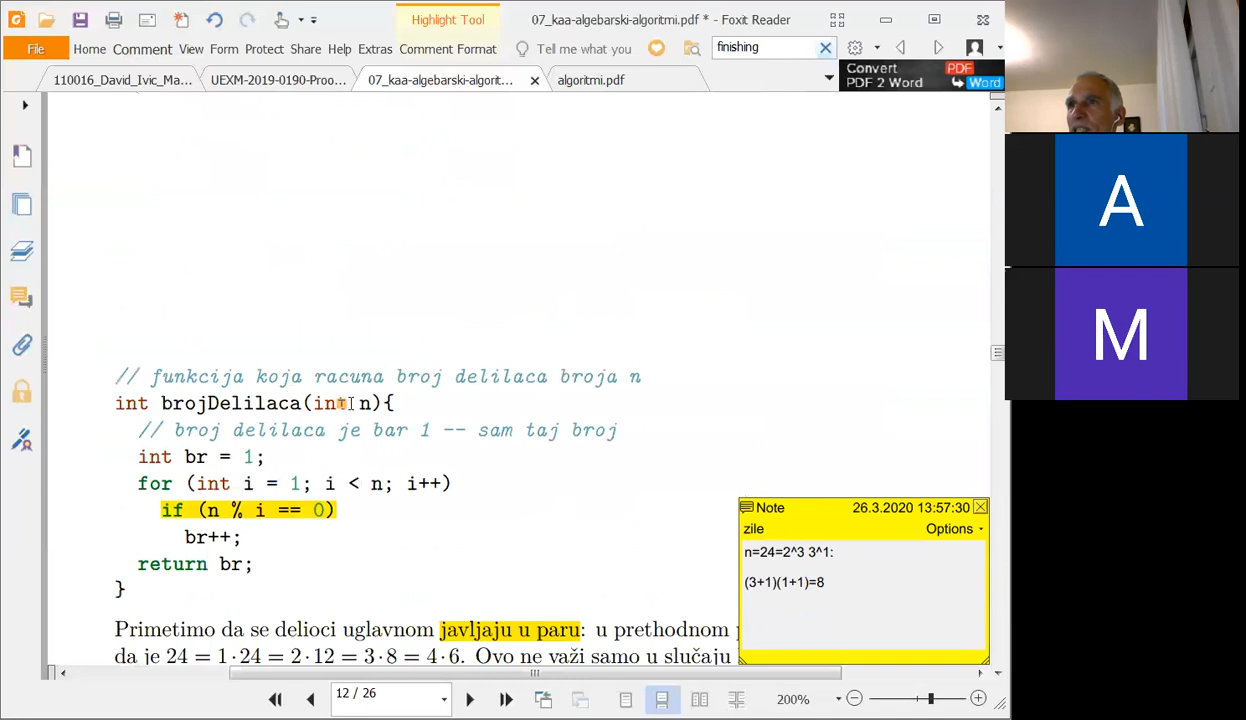 Highlight Tool
07_kaa-algebarski-algoritmi.pdf * - Foxit Reader
File Home Comment View Form Protect Share Help Extras Comment Format Tell me what you finishing
110016_David_Ivic_Ma... UEXM-2019-0190-Proo... 07_kaa-algebarski-algorit... algoritmi.pdf
Convert PDF
PDF 2 Word Word
A
M
// funkcija koja racuna broj delilaca broja n
int brojDelilaca(int n){
// broj delilaca je bar 1 -- sam taj broj
int br = 1;
for (int i = 1; i < n; i++)
if (n % i == 0)
br++;
return br;
}
Note 26.3.2020 13:57:30
zile Options
n=24=2^3 3^1:
(3+1)(1+1)=8
Primetimo da se delioci uglavnom javljaju u paru: u prethodnom
da je 24 = 1·24 = 2·12 = 3·8 = 4·6. Ovo ne važi samo u slučaju
12 / 26
200%